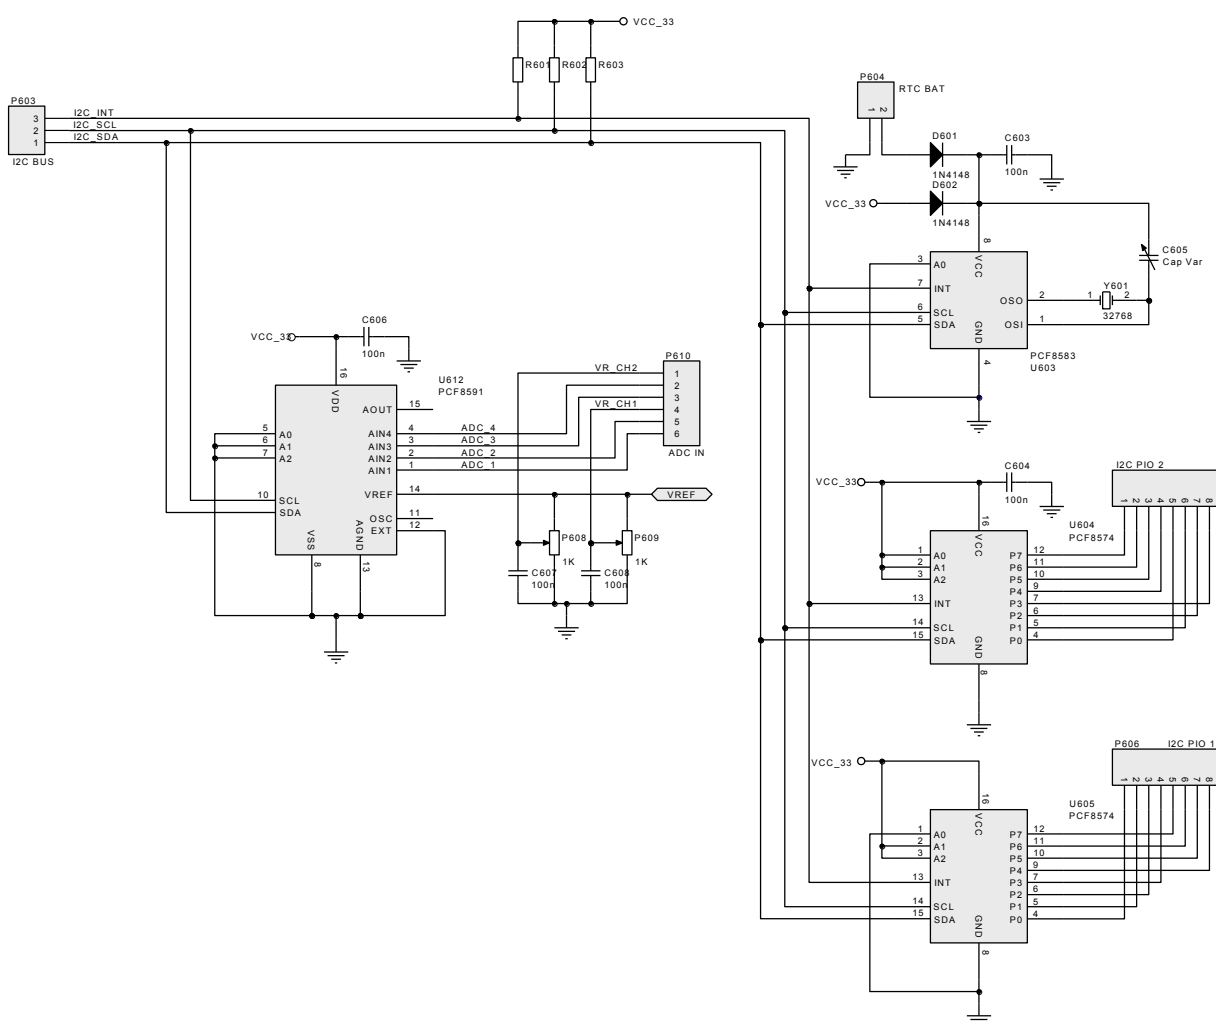 VCC_33
R601 R602 R603
P603
3 I2C_INT
2 I2C_SCL
1 I2C_SDA
I2C BUS
P604
RTC BAT
1 2
D601
1N4148
C603
100n
D602
1N4148
VCC_33
C605
Cap Var
8
VCC
3 A0
7 INT
6 SCL
5 SDA
GND
4
OSO 2
OSI 1
1 Y601 2
32768
PCF8583
U603
VCC_33
C606
100n
16
VDD
U612
PCF8591
AOUT 15
5 A0
6 A1
7 A2
10 SCL
SDA
AIN4 4 ADC_4
AIN3 3 ADC_3
AIN2 2 ADC_2
AIN1 1 ADC_1
VREF 14
OSC 11
EXT 12
VSS
8
AGND
13
P610
VR_CH2 1
2
3
VR_CH1 4
5
6
ADC IN
VREF
P608
1K
P609
1K
C607
100n
C608
100n
VCC_33
C604
100n
I2C PIO 2
1 2 3 4 5 6 7 8
16
VCC
U604
PCF8574
1 A0
2 A1
3 A2
13 INT
14 SCL
15 SDA
P7 12
P6 11
P5 10
P4 9
P3 7
P2 6
P1 5
P0 4
GND
8
VCC_33
P606 I2C PIO 1
1 2 3 4 5 6 7 8
16
VCC
U605
PCF8574
1 A0
2 A1
3 A2
13 INT
14 SCL
15 SDA
P7 12
P6 11
P5 10
P4 9
P3 7
P2 6
P1 5
P0 4
GND
8